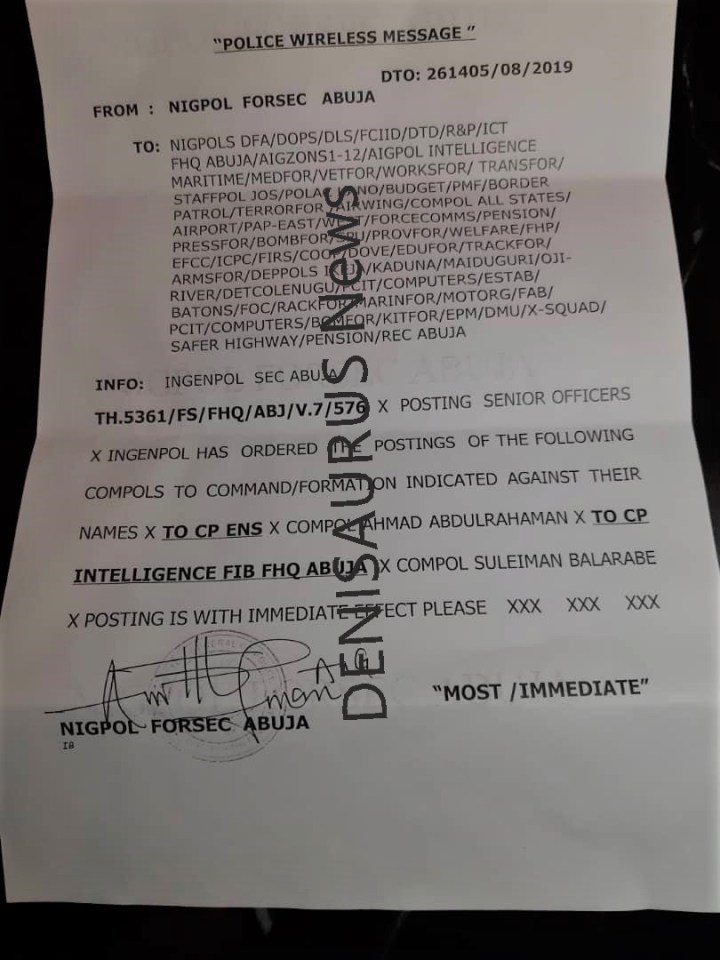 "POLICE WIRELESS MESSAGE "
DTO: 261405/08/2019
FROM : NIGPOL FORSEC ABUJA
TO: NIGPOLS DFA/DOPS/DLS/FCIID/DTD/R&P/ICT
FHQ ABUJA/AIGZONS1-12/AIGPOL INTELLIGENCE
MARITIME/MEDFOR/VETFOR/WORKSFOR/ TRANSFOR/
STAFFPOL JOS/POLAC /BUDGET/PMF/BORDER
PATROL/TERRORFOR /AIRWING/COMPOL ALL STATES/
AIRPORT/PAP-EAST/WEST/FORCECOMMS/PENSION/
PRESSFOR/BOMBFOR/ /PROVFOR/WELFARE/FHP/
EFCC/ICPC/FIRS/ /EDUFOR/TRACKFOR/
ARMSFOR/DEPPOLS IKEJA/KADUNA/MAIDUGURI/OJI-
RIVER/DETCOLENUGU/PCIT/COMPUTERS/ESTAB/
BATONS/FOC/RACKFOR/MARINFOR/MOTORG/FAB/
PCIT/COMPUTERS/ /KITFOR/EPM/DMU/X-SQUAD/
SAFER HIGHWAY/PENSION/REC ABUJA
INFO: INGENPOL SEC ABUJA
TH.5361/FS/FHQ/ABJ/V.7/576 X POSTING SENIOR OFFICERS
X INGENPOL HAS ORDERED THE POSTINGS OF THE FOLLOWING
COMPOLS TO COMMAND/FORMATION INDICATED AGAINST THEIR
NAMES X TO CP ENS X COMPOL AHMAD ABDULRAHAMAN X TO CP
INTELLIGENCE FIB FHQ ABUJA X COMPOL SULEIMAN BALARABE
X POSTING IS WITH IMMEDIATE EFFECT PLEASE XXX XXX XXX
"MOST /IMMEDIATE"
NIGPOL FORSEC ABUJA
IB
DENISAURUS News